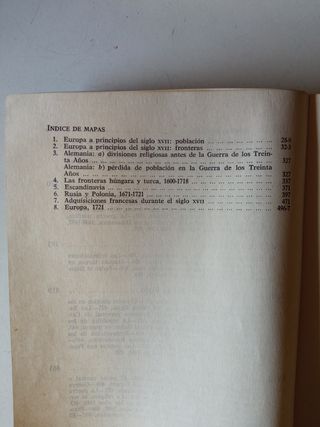 ÍNDICE DE MAPAS
1. Europa a principios del siglo XVII: población ... 26-9
2. Europa a principios del siglo XVII: fronteras ... 32-3
3. Alemania: a) divisiones religiosas antes de la Guerra de los Treinta
Años ... 327
Alemania: b) pérdida de población en la Guerra de los Treinta
Años ... 327
4. Las fronteras húngara y turca, 1600-1718 ... 337
5. Escandinavia ... 371
6. Rusia y Polonia, 1671-1721 ... 397
7. Adquisiciones francesas durante el siglo XVII ... 471
8. Europa, 1721 ... 496-7